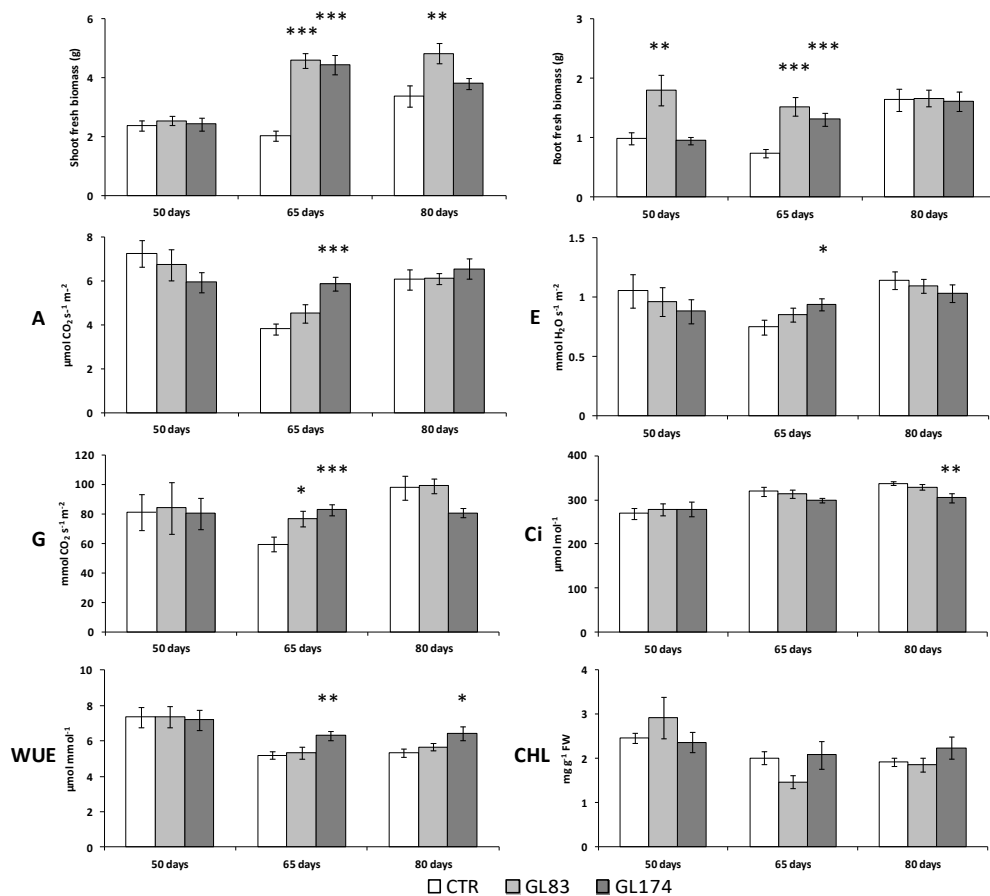 6
4
2
0
Shoot fresh biomass (g)
***
***
**
50 days
65 days
80 days
3
2
1
0
Root fresh biomass (g)
**
***
***
50 days
65 days
80 days
8
6
4
2
0
A
µmol CO₂ s⁻¹ m⁻²
***
50 days
65 days
80 days
1.5
1
0.5
0
E
mmol H₂O s⁻¹ m⁻²
*
50 days
65 days
80 days
120
100
80
60
40
20
0
G
mmol CO₂ s⁻¹ m⁻²
*
***
50 days
65 days
80 days
400
300
200
100
0
Ci
µmol mol⁻¹
**
50 days
65 days
80 days
10
8
6
4
2
0
WUE
µmol mmol⁻¹
**
*
50 days
65 days
80 days
4
3
2
1
0
CHL
mg g⁻¹ FW
50 days
65 days
80 days
CTR GL83 GL174